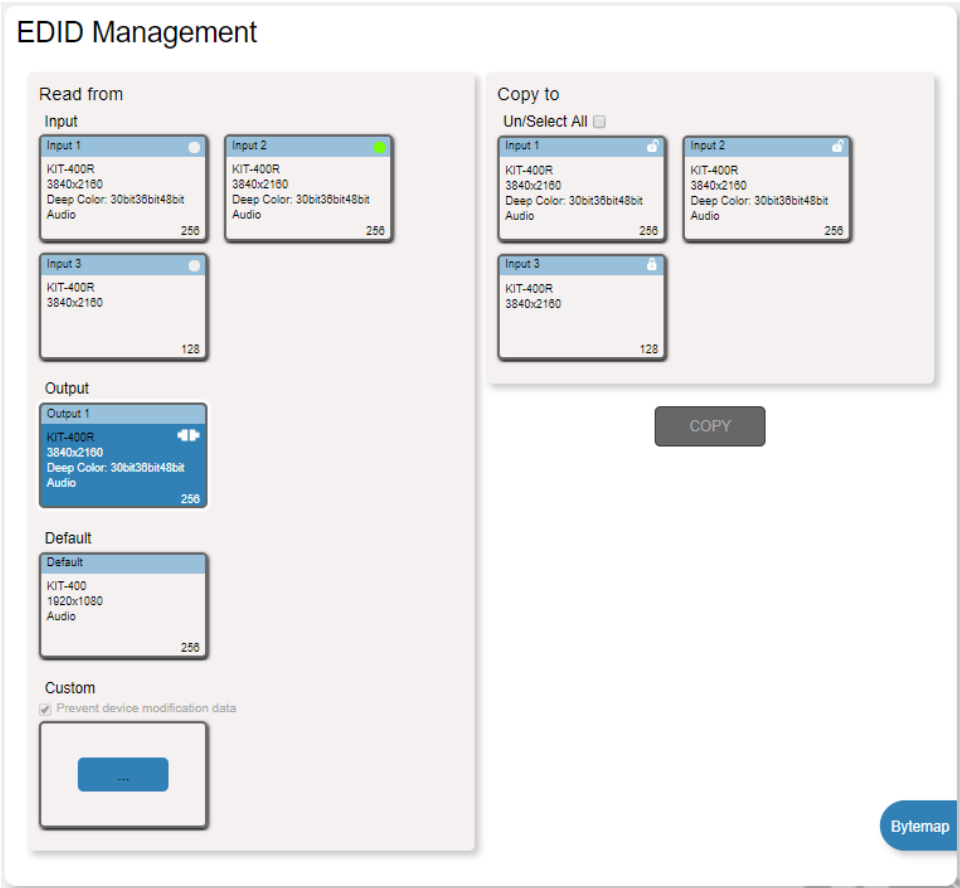 EDID Management
Read from
Input
Input 1
KIT-400R
3840x2160
Deep Color: 30bit36bit48bit
Audio
256
Input 2
KIT-400R
3840x2160
Deep Color: 30bit36bit48bit
Audio
256
Input 3
KIT-400R
3840x2160
128
Output
Output 1
KIT-400R
3840x2160
Deep Color: 30bit36bit48bit
Audio
256
Default
Default
KIT-400
1920x1080
Audio
256
Custom
Prevent device modification data
...
Copy to
Un/Select All
Input 1
KIT-400R
3840x2160
Deep Color: 30bit36bit48bit
Audio
256
Input 2
KIT-400R
3840x2160
Deep Color: 30bit36bit48bit
Audio
256
Input 3
KIT-400R
3840x2160
128
COPY
Bytemap